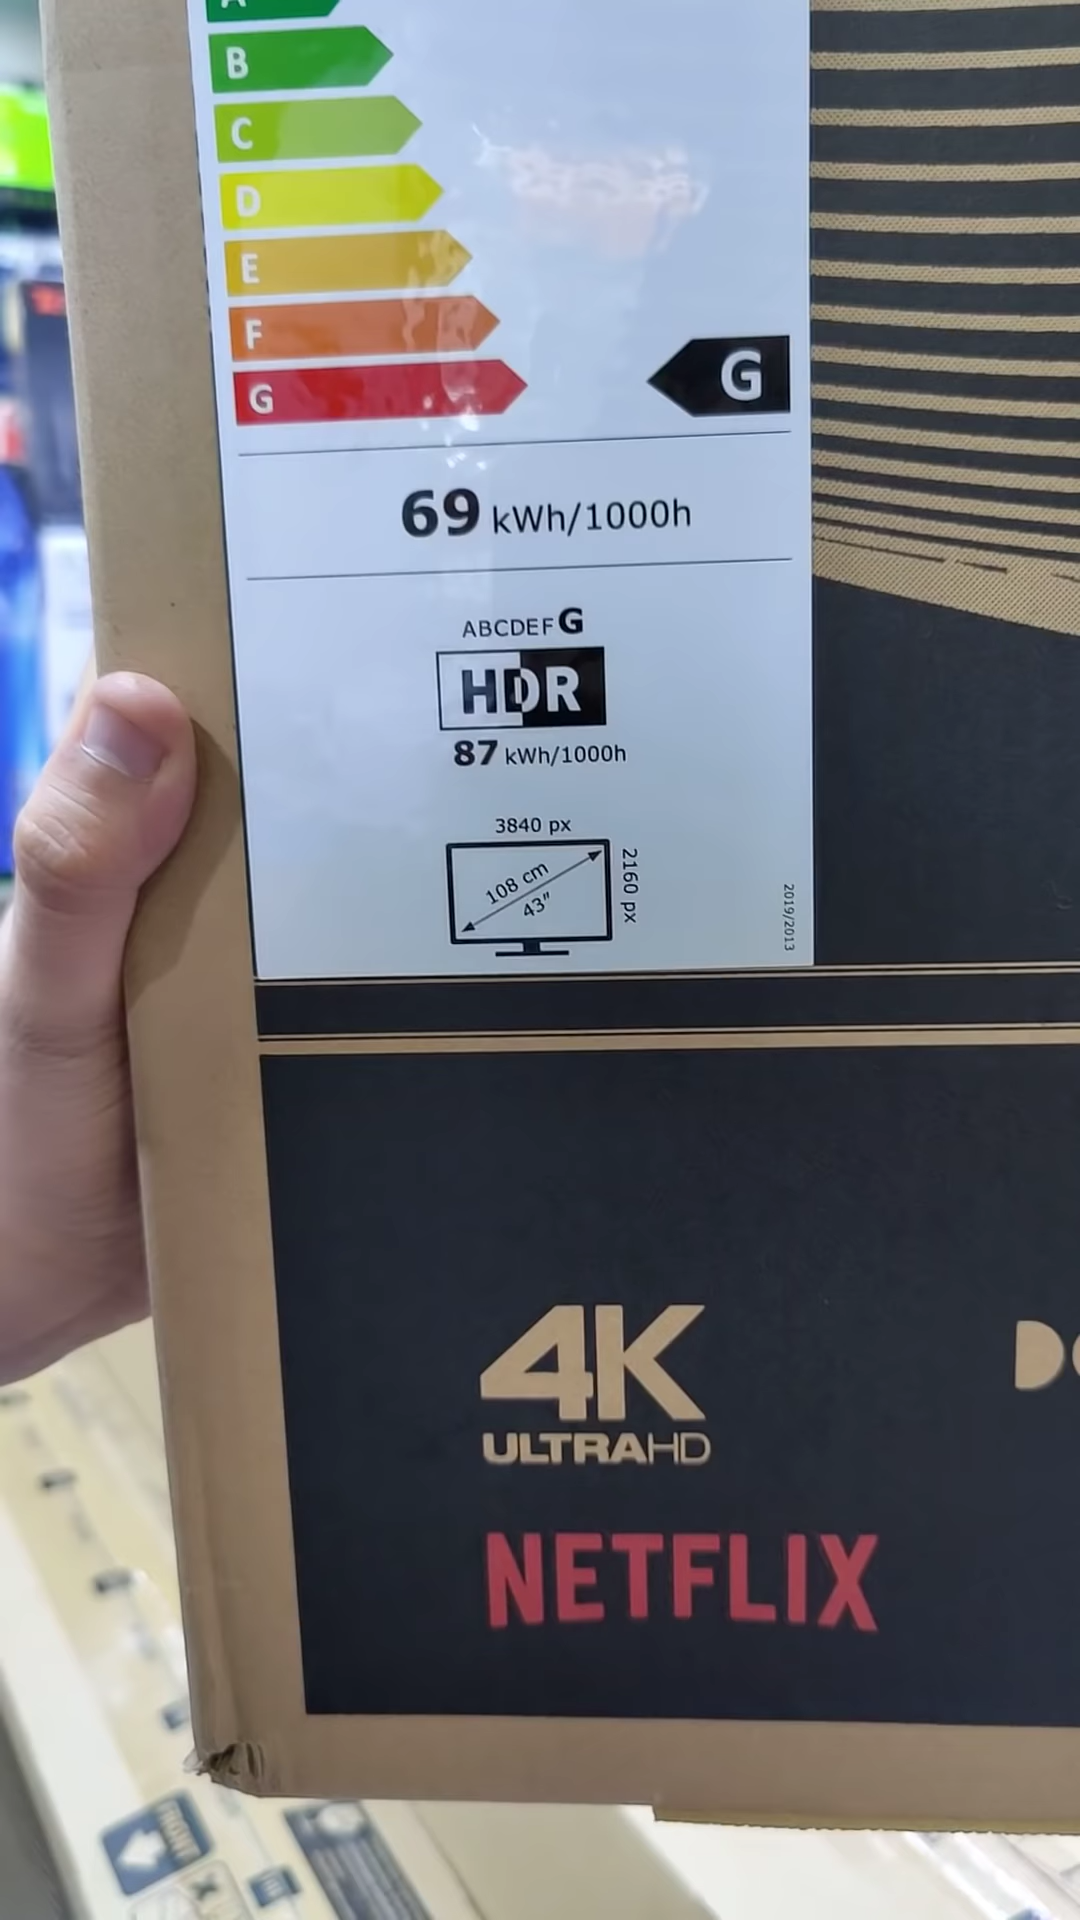 A
B
C
D
E
F
G
G
69 kWh/1000h
ABCDEFG
HDR
87 kWh/1000h
3840 px
2160 px
108 cm
43"
2019/2013
4K
ULTRAHD
NETFLIX
FRONT